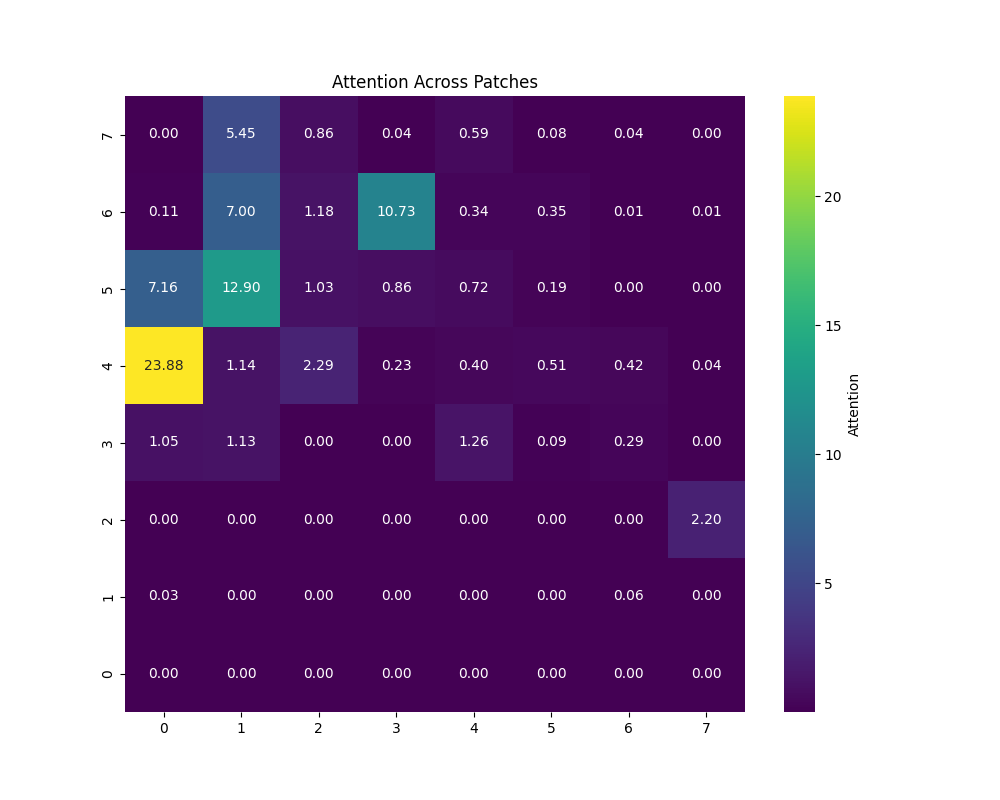 Attention Across Patches
7 0.00 5.45 0.86 0.04 0.59 0.08 0.04 0.00
6 0.11 7.00 1.18 10.73 0.34 0.35 0.01 0.01
5 7.16 12.90 1.03 0.86 0.72 0.19 0.00 0.00
4 23.88 1.14 2.29 0.23 0.40 0.51 0.42 0.04
3 1.05 1.13 0.00 0.00 1.26 0.09 0.29 0.00
2 0.00 0.00 0.00 0.00 0.00 0.00 0.00 2.20
1 0.03 0.00 0.00 0.00 0.00 0.00 0.06 0.00
0 0.00 0.00 0.00 0.00 0.00 0.00 0.00 0.00
0 1 2 3 4 5 6 7
20
15
10
5
Attention